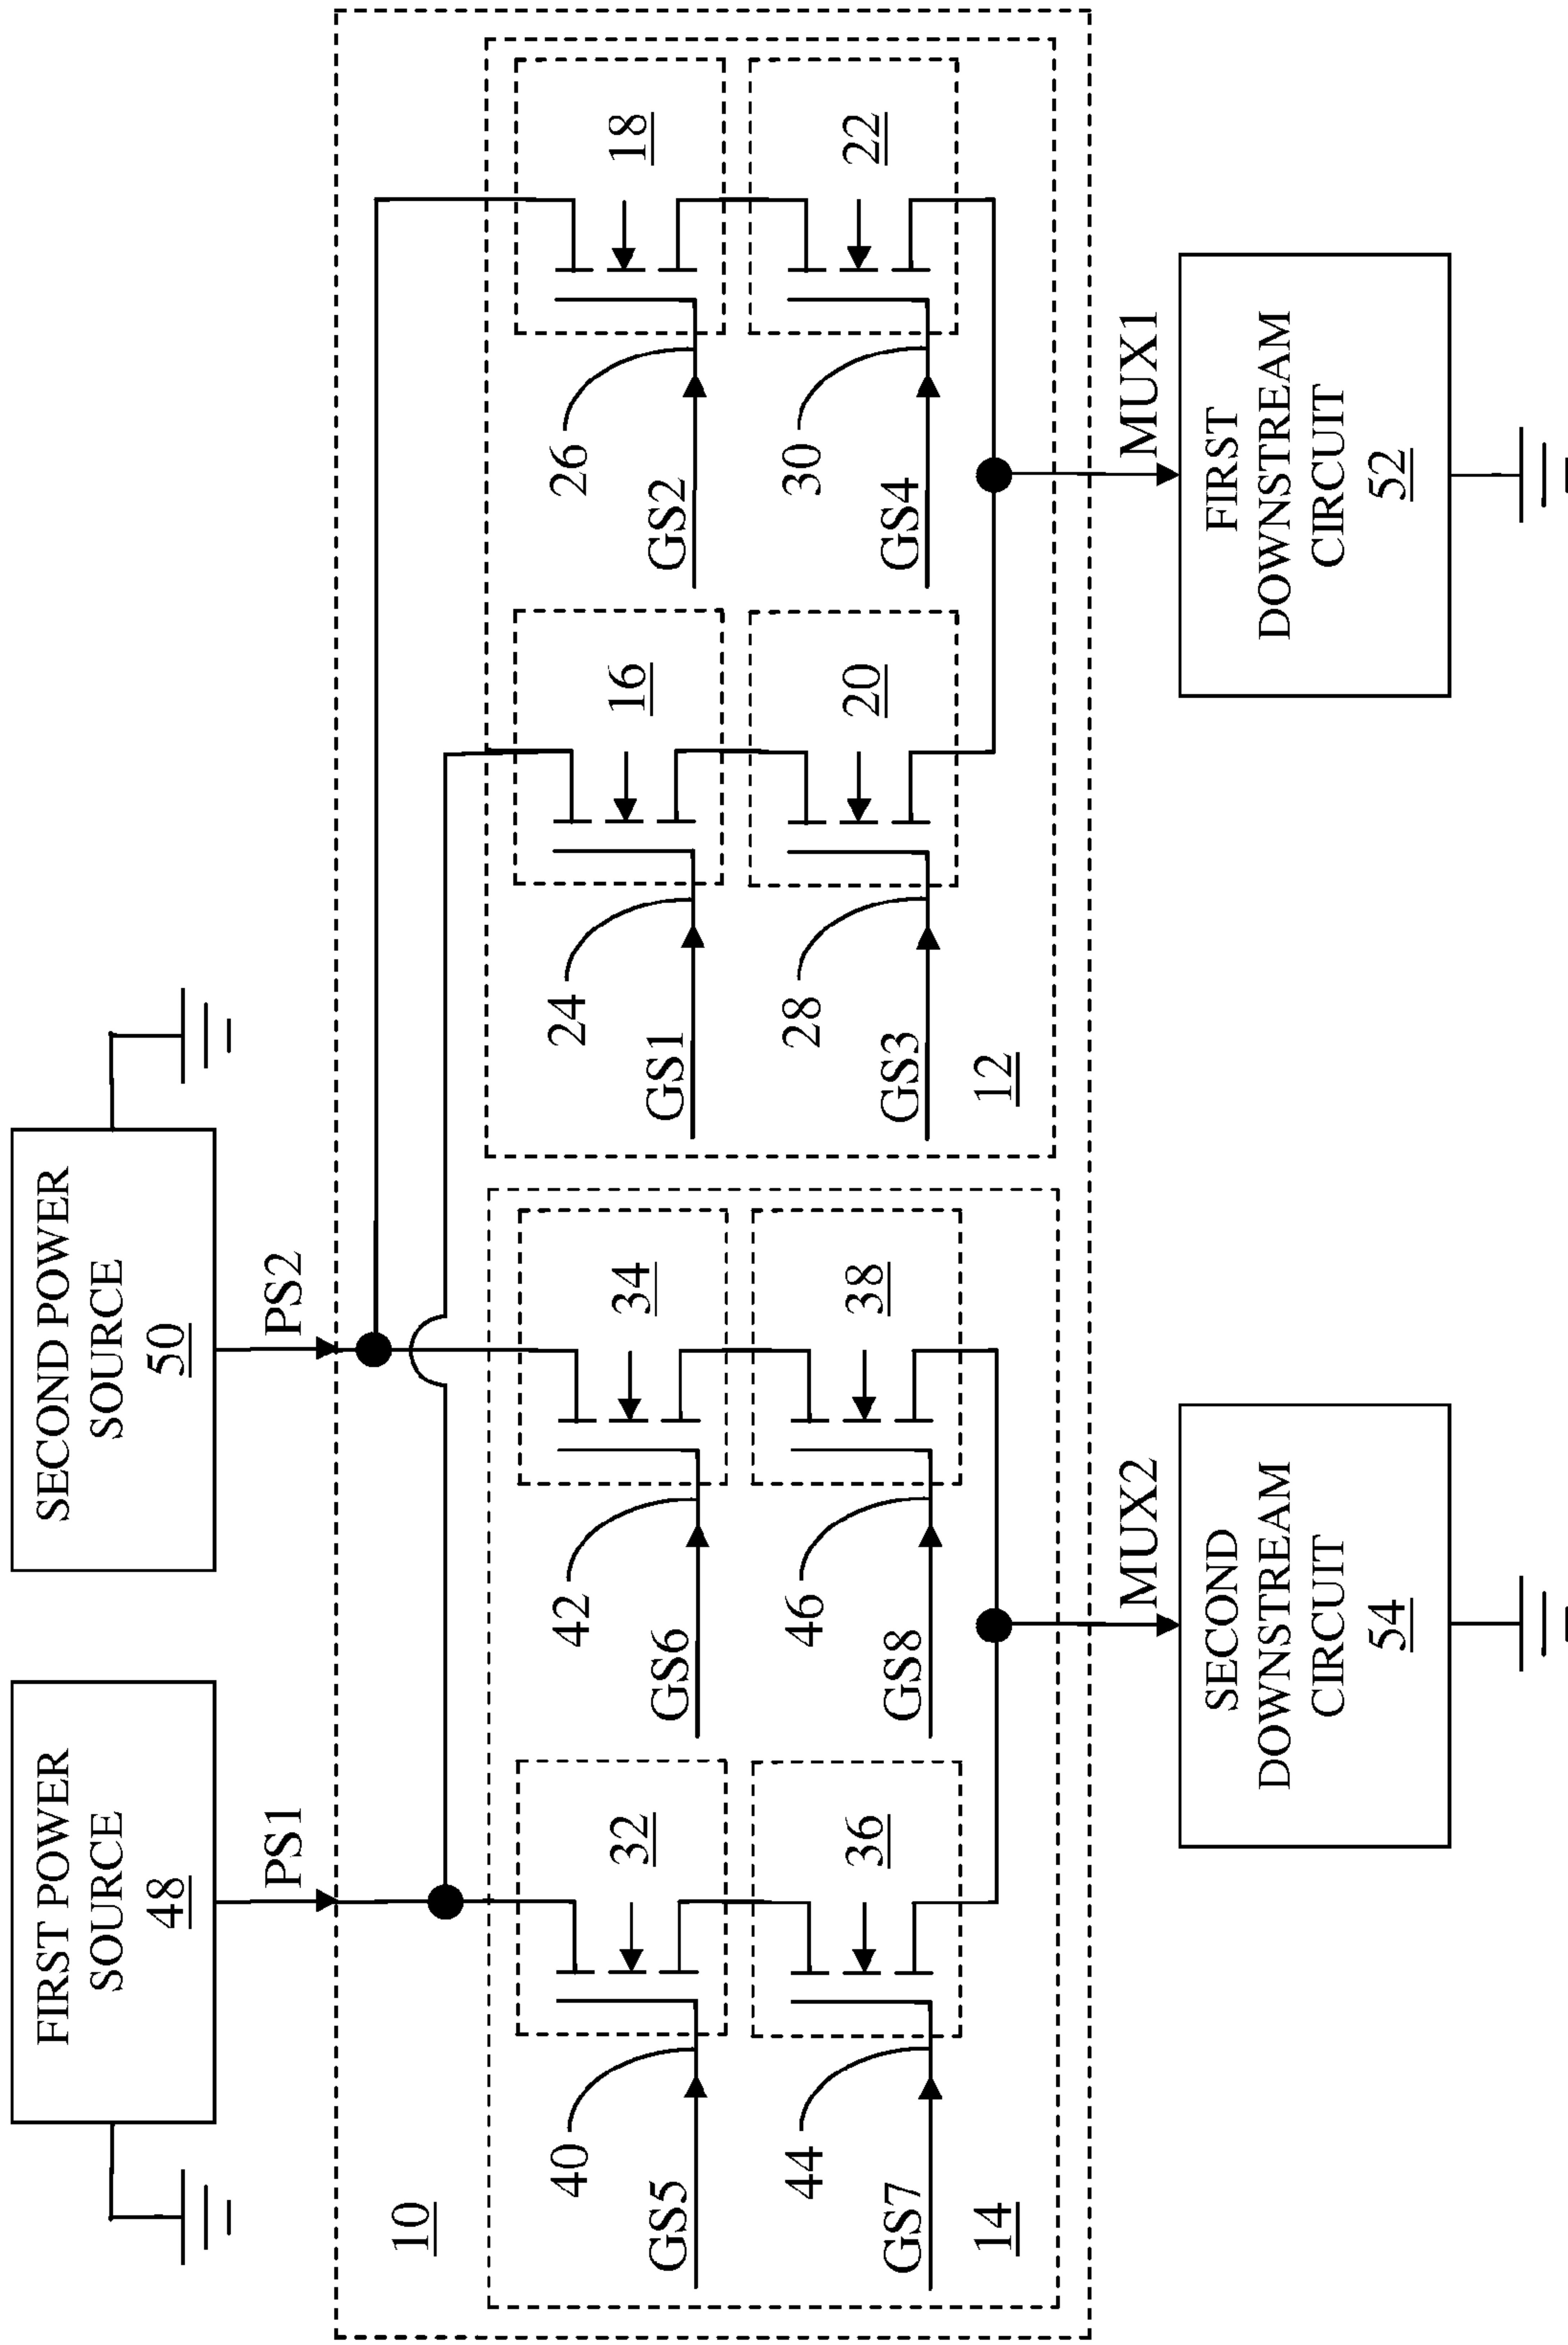 FIRST POWER
SOURCE
48
SECOND POWER
SOURCE
50
PS1
PS2
10
32
34
16
18
40
42
24
26
GS5
GS6
GS1
GS2
36
38
20
22
44
46
28
30
GS7
GS8
GS3
GS4
14
12
MUX2
MUX1
SECOND
DOWNSTREAM
CIRCUIT
54
FIRST
DOWNSTREAM
CIRCUIT
52